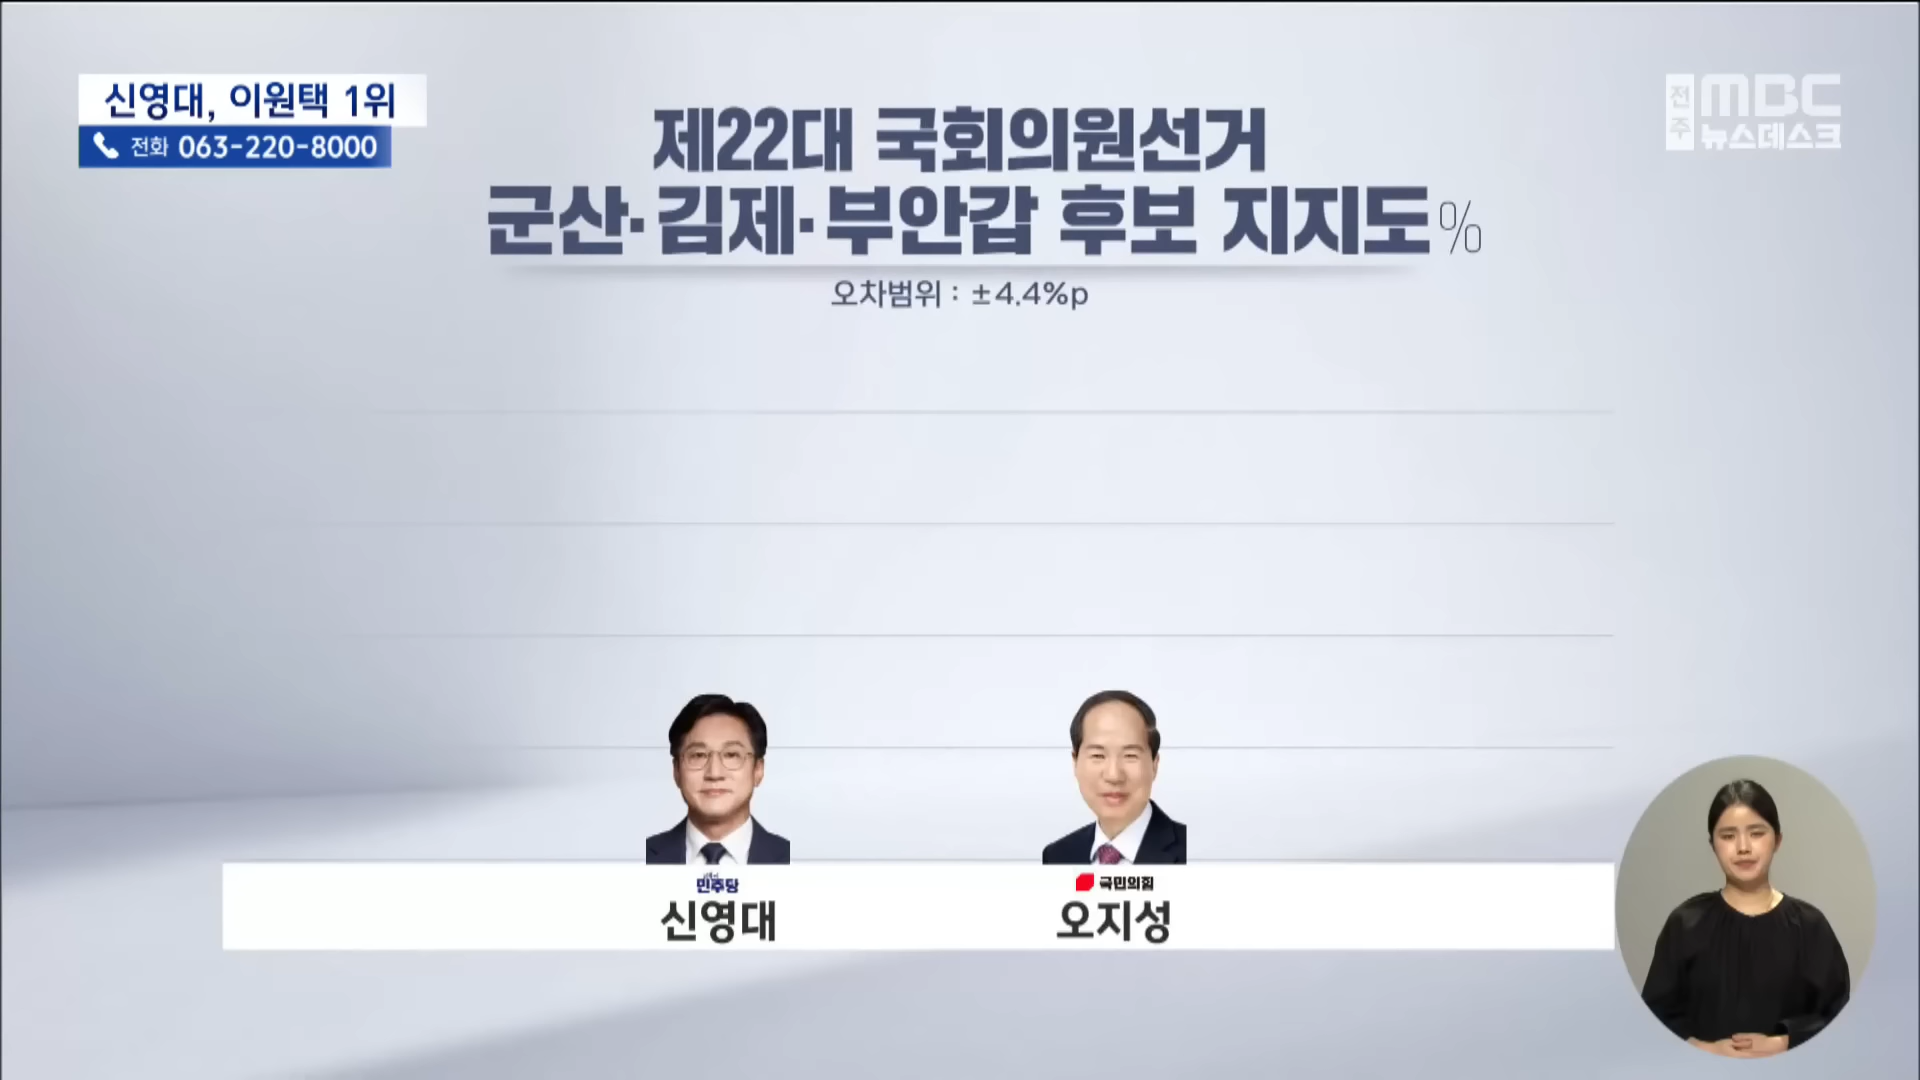 신영대, 이원택 1위
전화 063-220-8000
전주 MBC
뉴스데스크
제22대 국회의원선거
군산·김제·부안갑 후보 지지도%
오차범위 : ±4.4%p
민주당
신영대
국민의힘
오지성